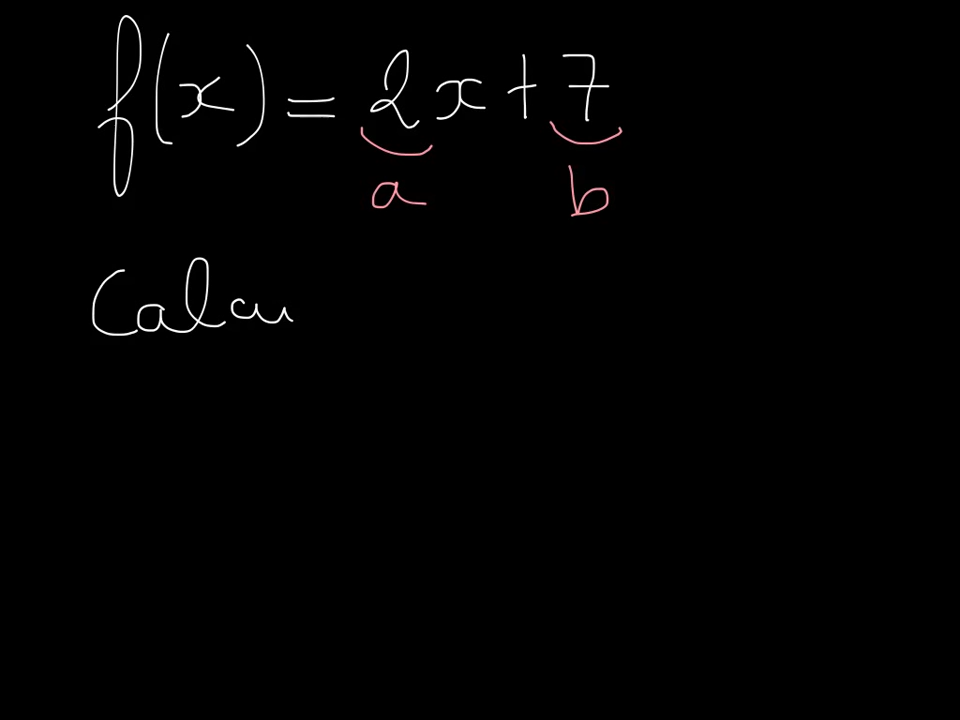 f(x) = 2x + 7
a b
Calcu